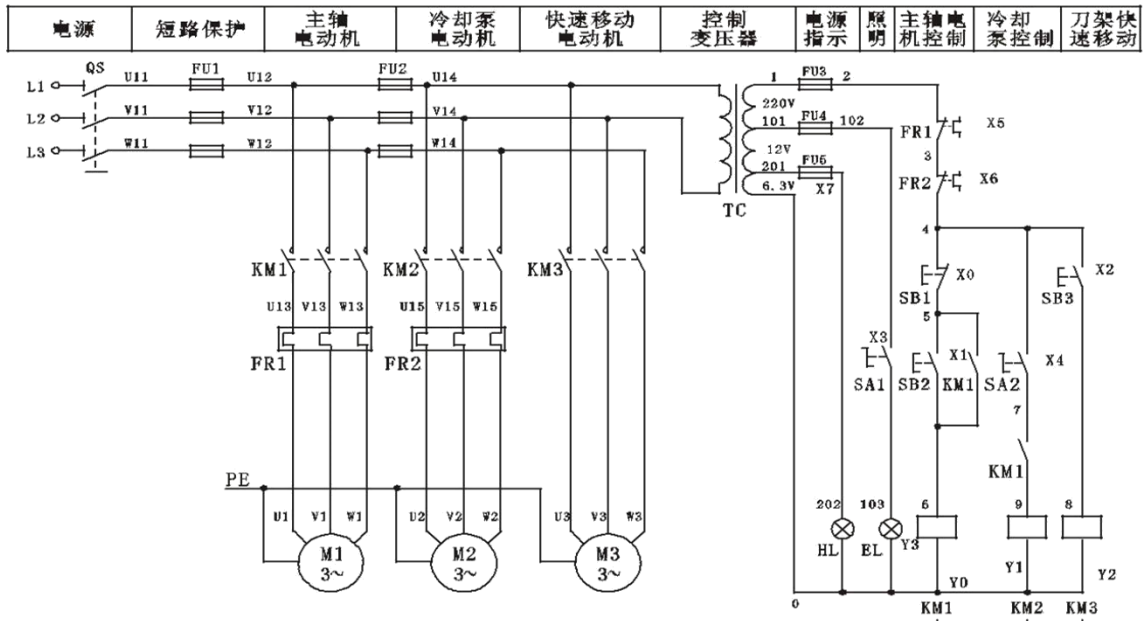 电源 短路保护 主轴电动机 冷却泵电动机 快速移动电动机 控制变压器 电源指示 照明 主轴电机控制 冷却泵控制 刀架快速移动
QS U11 FU1 U12 FU2 U14 1 FU3 2
L1
L2 V11 V12 V14 220V
101 FU4 102
L3 W11 W12 W14 12V
201 FU5
6.3V X7
TC
FR1 X5
3
FR2 X6
4
KM1 KM2 KM3 X0 X2
SB1 SB3
U13 V13 W13 U15 V15 W15 5
FR1 FR2 X3 X1 X4
SA1 SB2 KM1 SA2
7
KM1
PE
U1 V1 W1 U2 V2 W2 U3 V3 W3 202 103 6 9 8
M1 M2 M3 HL EL Y3
3~ 3~ 3~ Y1 Y2
Y0
0 KM1 KM2 KM3